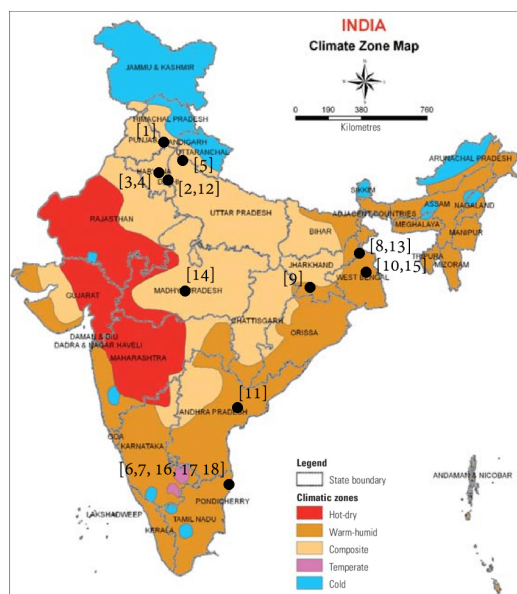 INDIA
Climate Zone Map
0 190 380 760
Kilometres
JAMMU & KASHMIR
HIMACHAL PRADESH
[1]
PUNJAB
UTTARANCHAL
[5]
[3,4]
[2,12]
ARUNACHAL PRADESH
SIKKIM
ASSAM
NAGALAND
MEGHALAYA
MANIPUR
TRIPURA
MIZORAM
ADJACENT COUNTRIES
RAJASTHAN
UTTAR PRADESH
BIHAR
[8,13]
[10,15]
JHARKHAND
WEST BENGAL
[9]
[14]
GUJARAT
CHATTISGARH
ORISSA
DAMAN & DIU
DADRA & NAGAR HAVELI
MAHARASHTRA
[11]
ANDHRA PRADESH
GOA
KARNATAKA
[6,7, 16, 17 18]
PONDICHERRY
LAKSHADWEEP
TAMIL NADU
KERALA
ANDAMAN & NICOBAR
Legend
State boundary
Climatic zones
Hot-dry
Warm-humid
Composite
Temperate
Cold